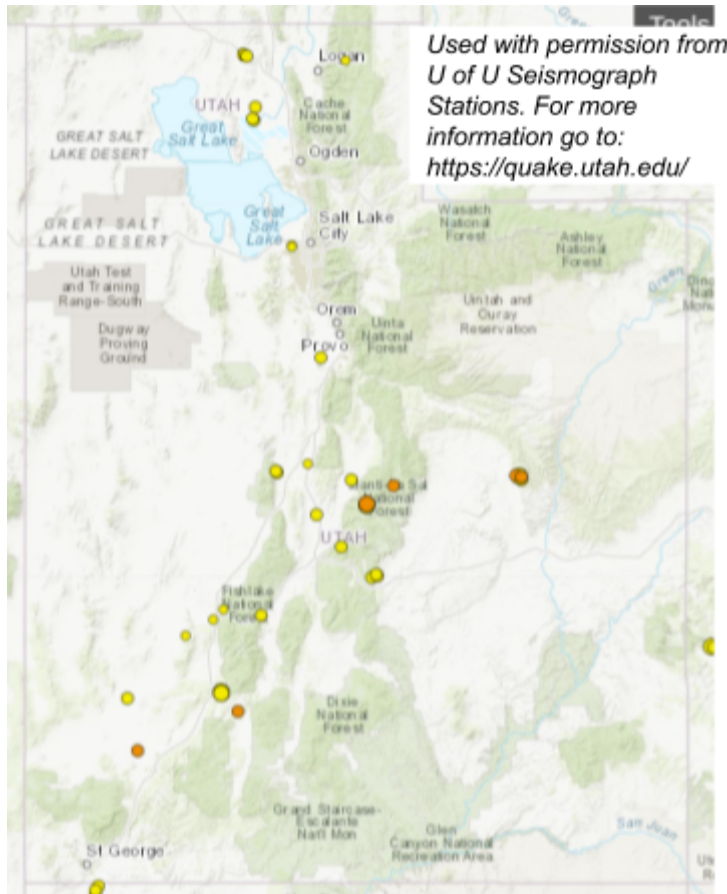 Tools
Used with permission from
U of U Seismograph
Stations. For more
information go to:
https://quake.utah.edu/
Green
Logan
UTAH
Cache
National
Forest
Great
Salt Lake
GREAT SALT
LAKE DESERT
Ogden
Great
Salt
Lake
Salt Lake
City
GREAT SALT
LAKE DESERT
Wasatch
National
Forest
Ashley
National
Forest
Green
Utah Test
and Training
Range-South
Dugway
Proving
Ground
Orem
Provo
Uinta
National
Forest
Uintah and
Ouray
Reservation
National
Forest
UTAH
Fishlake
National
Forest
Dixie
National
Forest
Grand Staircase-
Escalante
Nat'l Mon
Glen
Canyon National
Recreation Area
San Juan
St George